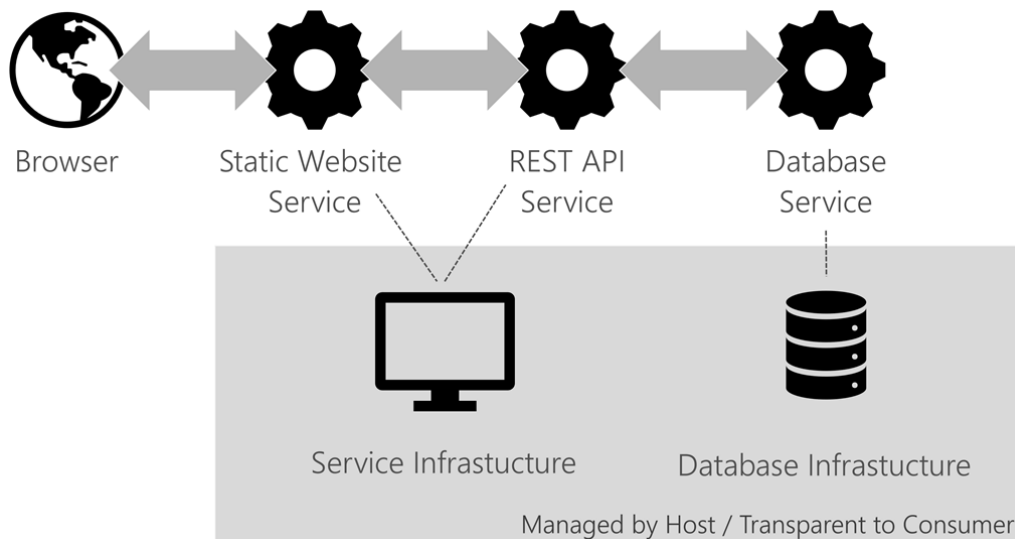 Browser
Static Website
Service
REST API
Service
Database
Service
Service Infrastucture
Database Infrastucture
Managed by Host / Transparent to Consumer